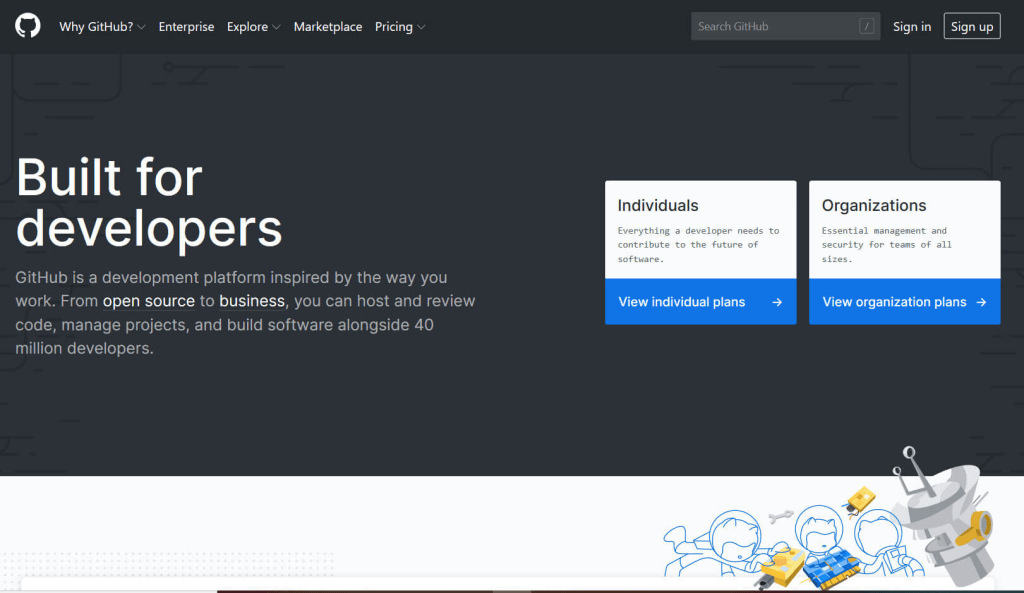 Why GitHub?
Enterprise
Explore
Marketplace
Pricing
Search GitHub
/
Sign in
Sign up
Built for
developers
GitHub is a development platform inspired by the way you
work. From open source to business, you can host and review
code, manage projects, and build software alongside 40
million developers.
Individuals
Everything a developer needs to
contribute to the future of
software.
View individual plans →
Organizations
Essential management and
security for teams of all
sizes.
View organization plans →